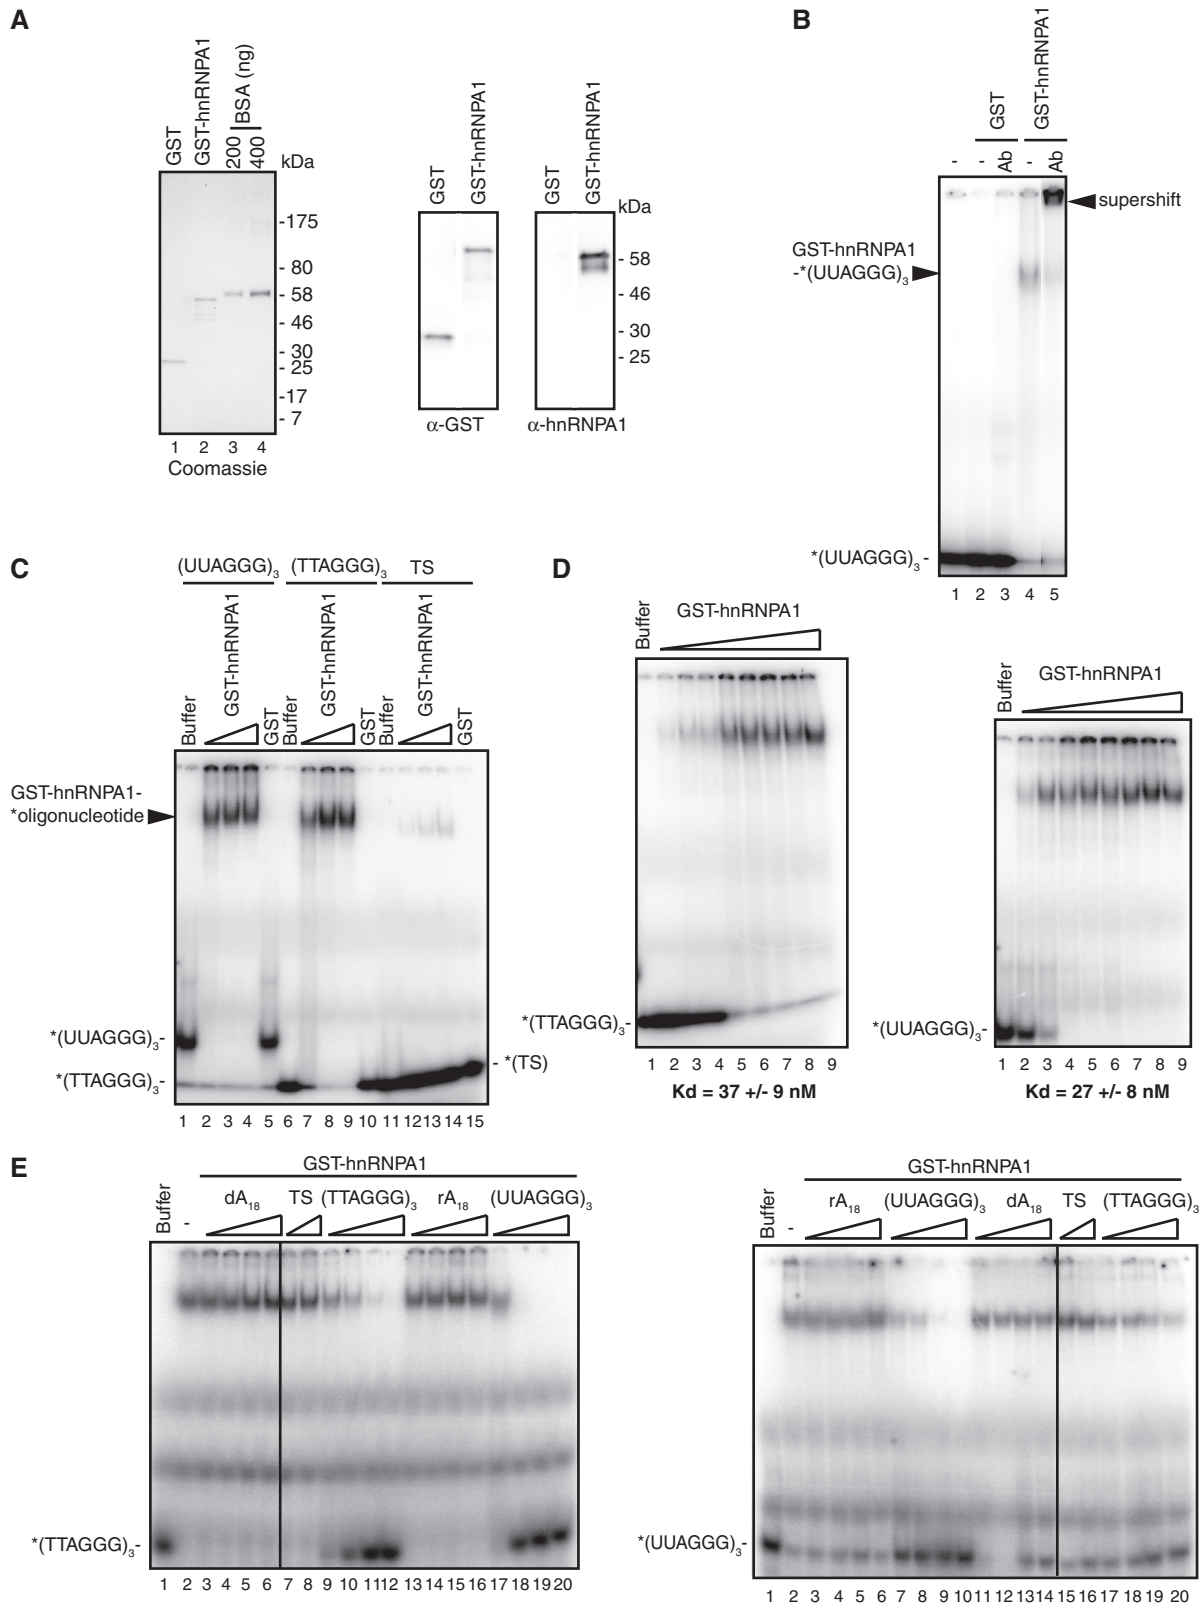 A
GST
GST-hnRNPA1
BSA (ng)
200
400
kDa
-175
- 80
- 58
- 46
- 30
- 25
-17
- 7
1 2 3 4
Coomassie
GST
GST-hnRNPA1
α-GST
GST
GST-hnRNPA1
kDa
- 58
- 46
- 30
- 25
α-hnRNPA1
B
GST
GST-hnRNPA1
- - Ab - Ab
supershift
GST-hnRNPA1
-*(UUAGGG)3
*(UUAGGG)3 -
1 2 3 4 5
C
(UUAGGG)3 (TTAGGG)3 TS
Buffer
GST-hnRNPA1
GST
Buffer
GST-hnRNPA1
GST
Buffer
GST-hnRNPA1
GST
GST-hnRNPA1-
*oligonucleotide
*(UUAGGG)3-
*(TTAGGG)3-
- *(TS)
1 2 3 4 5 6 7 8 9 10 11 12 13 14 15
D
Buffer
GST-hnRNPA1
*(TTAGGG)3-
1 2 3 4 5 6 7 8 9
Kd = 37 +/- 9 nM
Buffer
GST-hnRNPA1
*(UUAGGG)3-
1 2 3 4 5 6 7 8 9
Kd = 27 +/- 8 nM
E
GST-hnRNPA1
Buffer
- dA18 TS (TTAGGG)3 rA18 (UUAGGG)3
*(TTAGGG)3-
1 2 3 4 5 6 7 8 9 10 11 12 13 14 15 16 17 18 19 20
GST-hnRNPA1
Buffer
- rA18 (UUAGGG)3 dA18 TS (TTAGGG)3
*(UUAGGG)3-
1 2 3 4 5 6 7 8 9 10 11 12 13 14 15 16 17 18 19 20